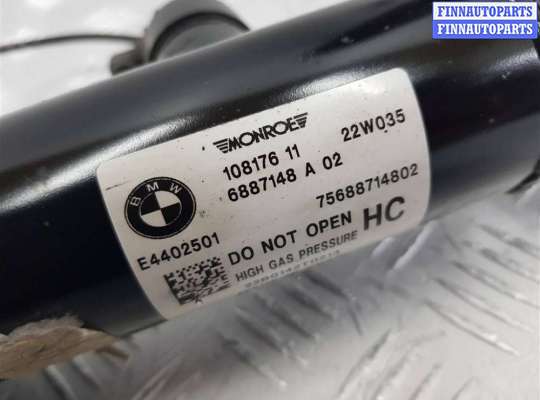 FINNAUTOPARTS
FINNAUTOPARTS
MONROE
22W035
108176 11
6887148 A 02
75688714802
BMW
E4402501
DO NOT OPEN HC
HIGH GAS PRESSURE